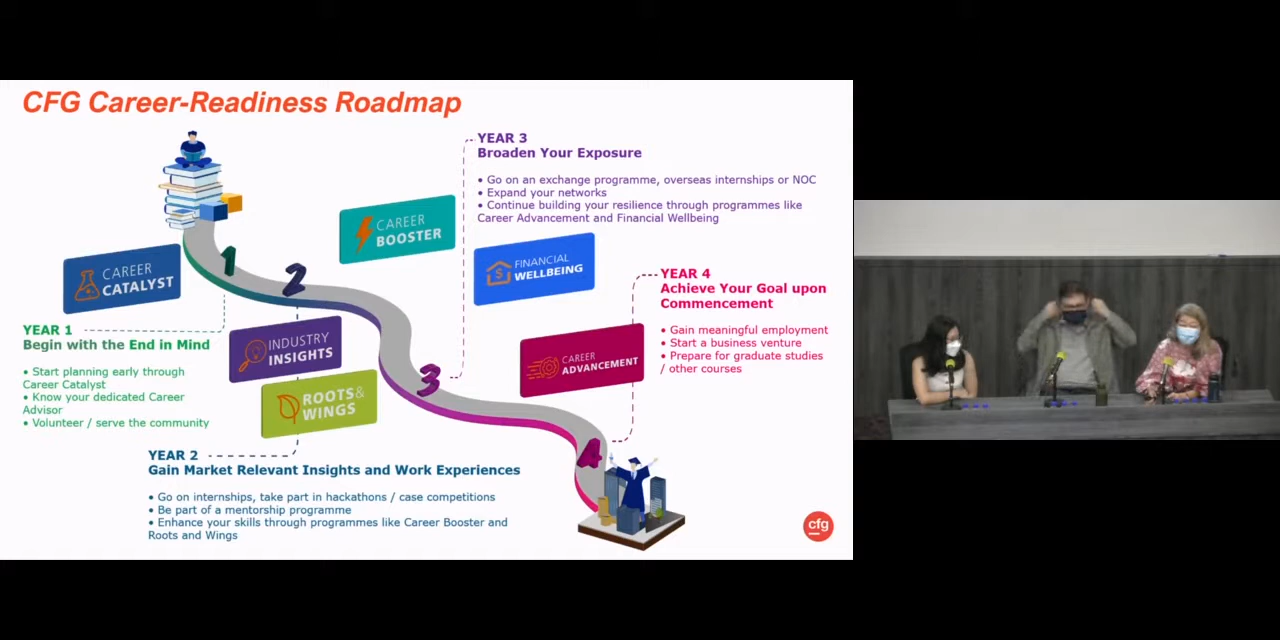 CFG Career-Readiness Roadmap
YEAR 3
Broaden Your Exposure
• Go on an exchange programme, overseas internships or NOC
• Expand your networks
• Continue building your resilience through programmes like
Career Advancement and Financial Wellbeing
CAREER
BOOSTER
FINANCIAL
WELLBEING
1
2
CAREER
CATALYST
YEAR 4
Achieve Your Goal upon
Commencement
• Gain meaningful employment
• Start a business venture
• Prepare for graduate studies
/ other courses
YEAR 1
Begin with the End in Mind
• Start planning early through
Career Catalyst
• Know your dedicated Career
Advisor
• Volunteer / serve the community
INDUSTRY
INSIGHTS
CAREER
ADVANCEMENT
3
ROOTS&
WINGS
4
YEAR 2
Gain Market Relevant Insights and Work Experiences
• Go on internships, take part in hackathons / case competitions
• Be part of a mentorship programme
• Enhance your skills through programmes like Career Booster and
Roots and Wings
cfg